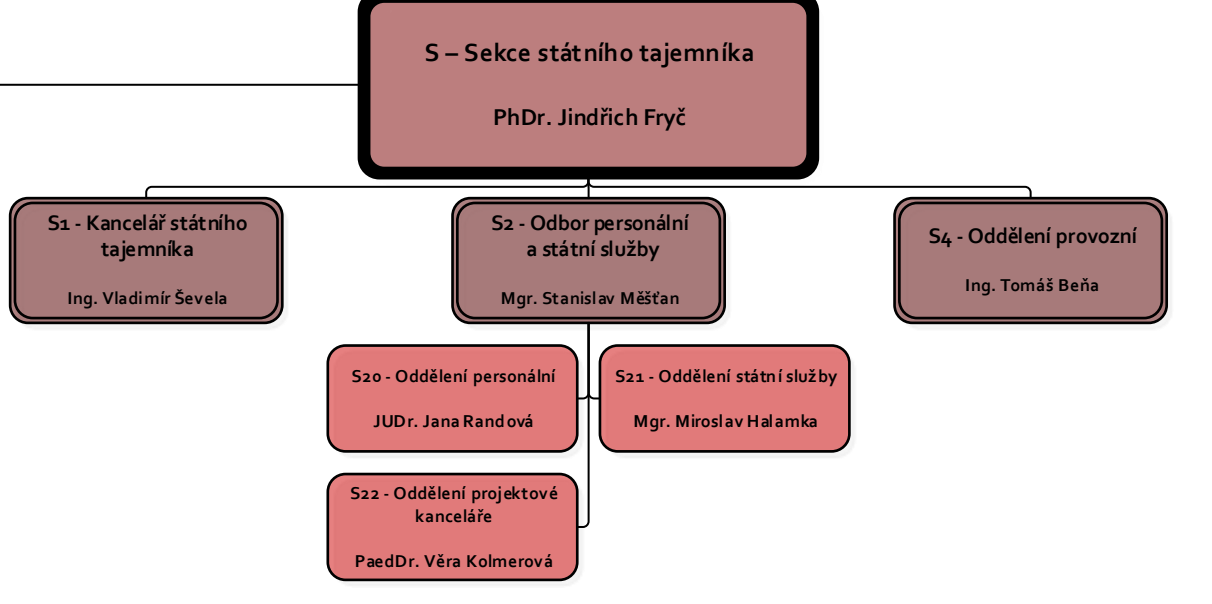 S – Sekce státního tajemníka
PhDr. Jindřich Fryč
S1 - Kancelář státního
tajemníka
Ing. Vladimír Ševela
S2 - Odbor personální
a státní služby
Mgr. Stanislav Měšťan
S4 - Oddělení provozní
Ing. Tomáš Beňa
S20 - Oddělení personální
JUDr. Jana Randová
S21 - Oddělení státní služby
Mgr. Miroslav Halamka
S22 - Oddělení projektové
kanceláře
PaedDr. Věra Kolmerová